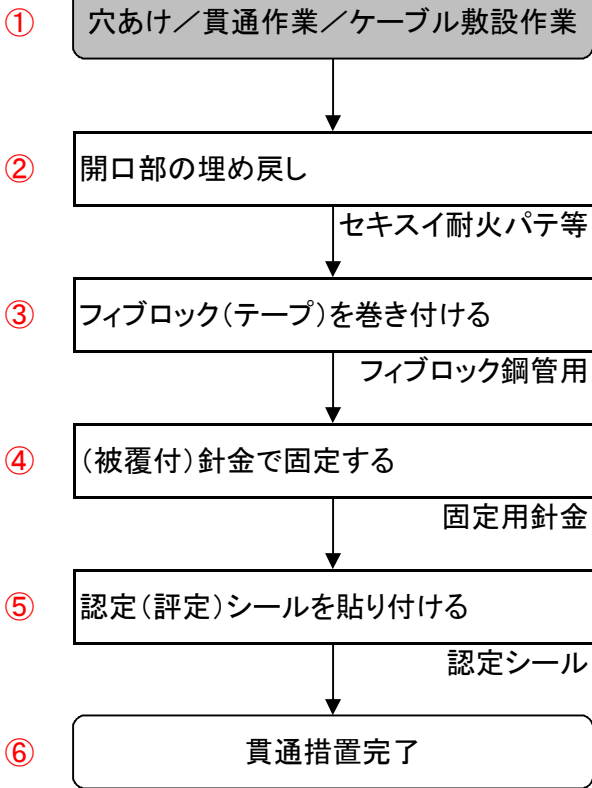 ① 穴あけ／貫通作業／ケーブル敷設作業
② 開口部の埋め戻し
セキスイ耐火パテ等
③ フィブロック（テープ）を巻き付ける
フィブロック鋼管用
④ （被覆付）針金で固定する
固定用針金
⑤ 認定（評定）シールを貼り付ける
認定シール
⑥ 貫通措置完了